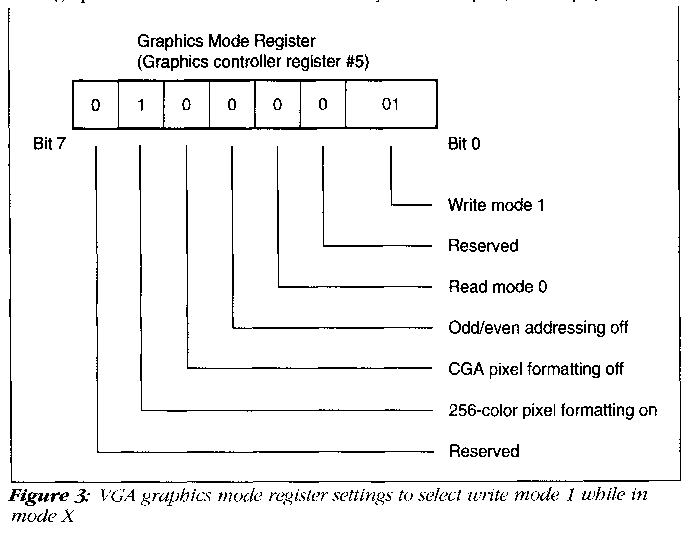 Graphics Mode Register
(Graphics controller register #5)
0 1 0 0 0 0 01
Bit 7 Bit 0
Write mode 1
Reserved
Read mode 0
Odd/even addressing off
CGA pixel formatting off
256-color pixel formatting on
Reserved
Figure 3: VGA graphics mode register settings to select write mode 1 while in
mode X